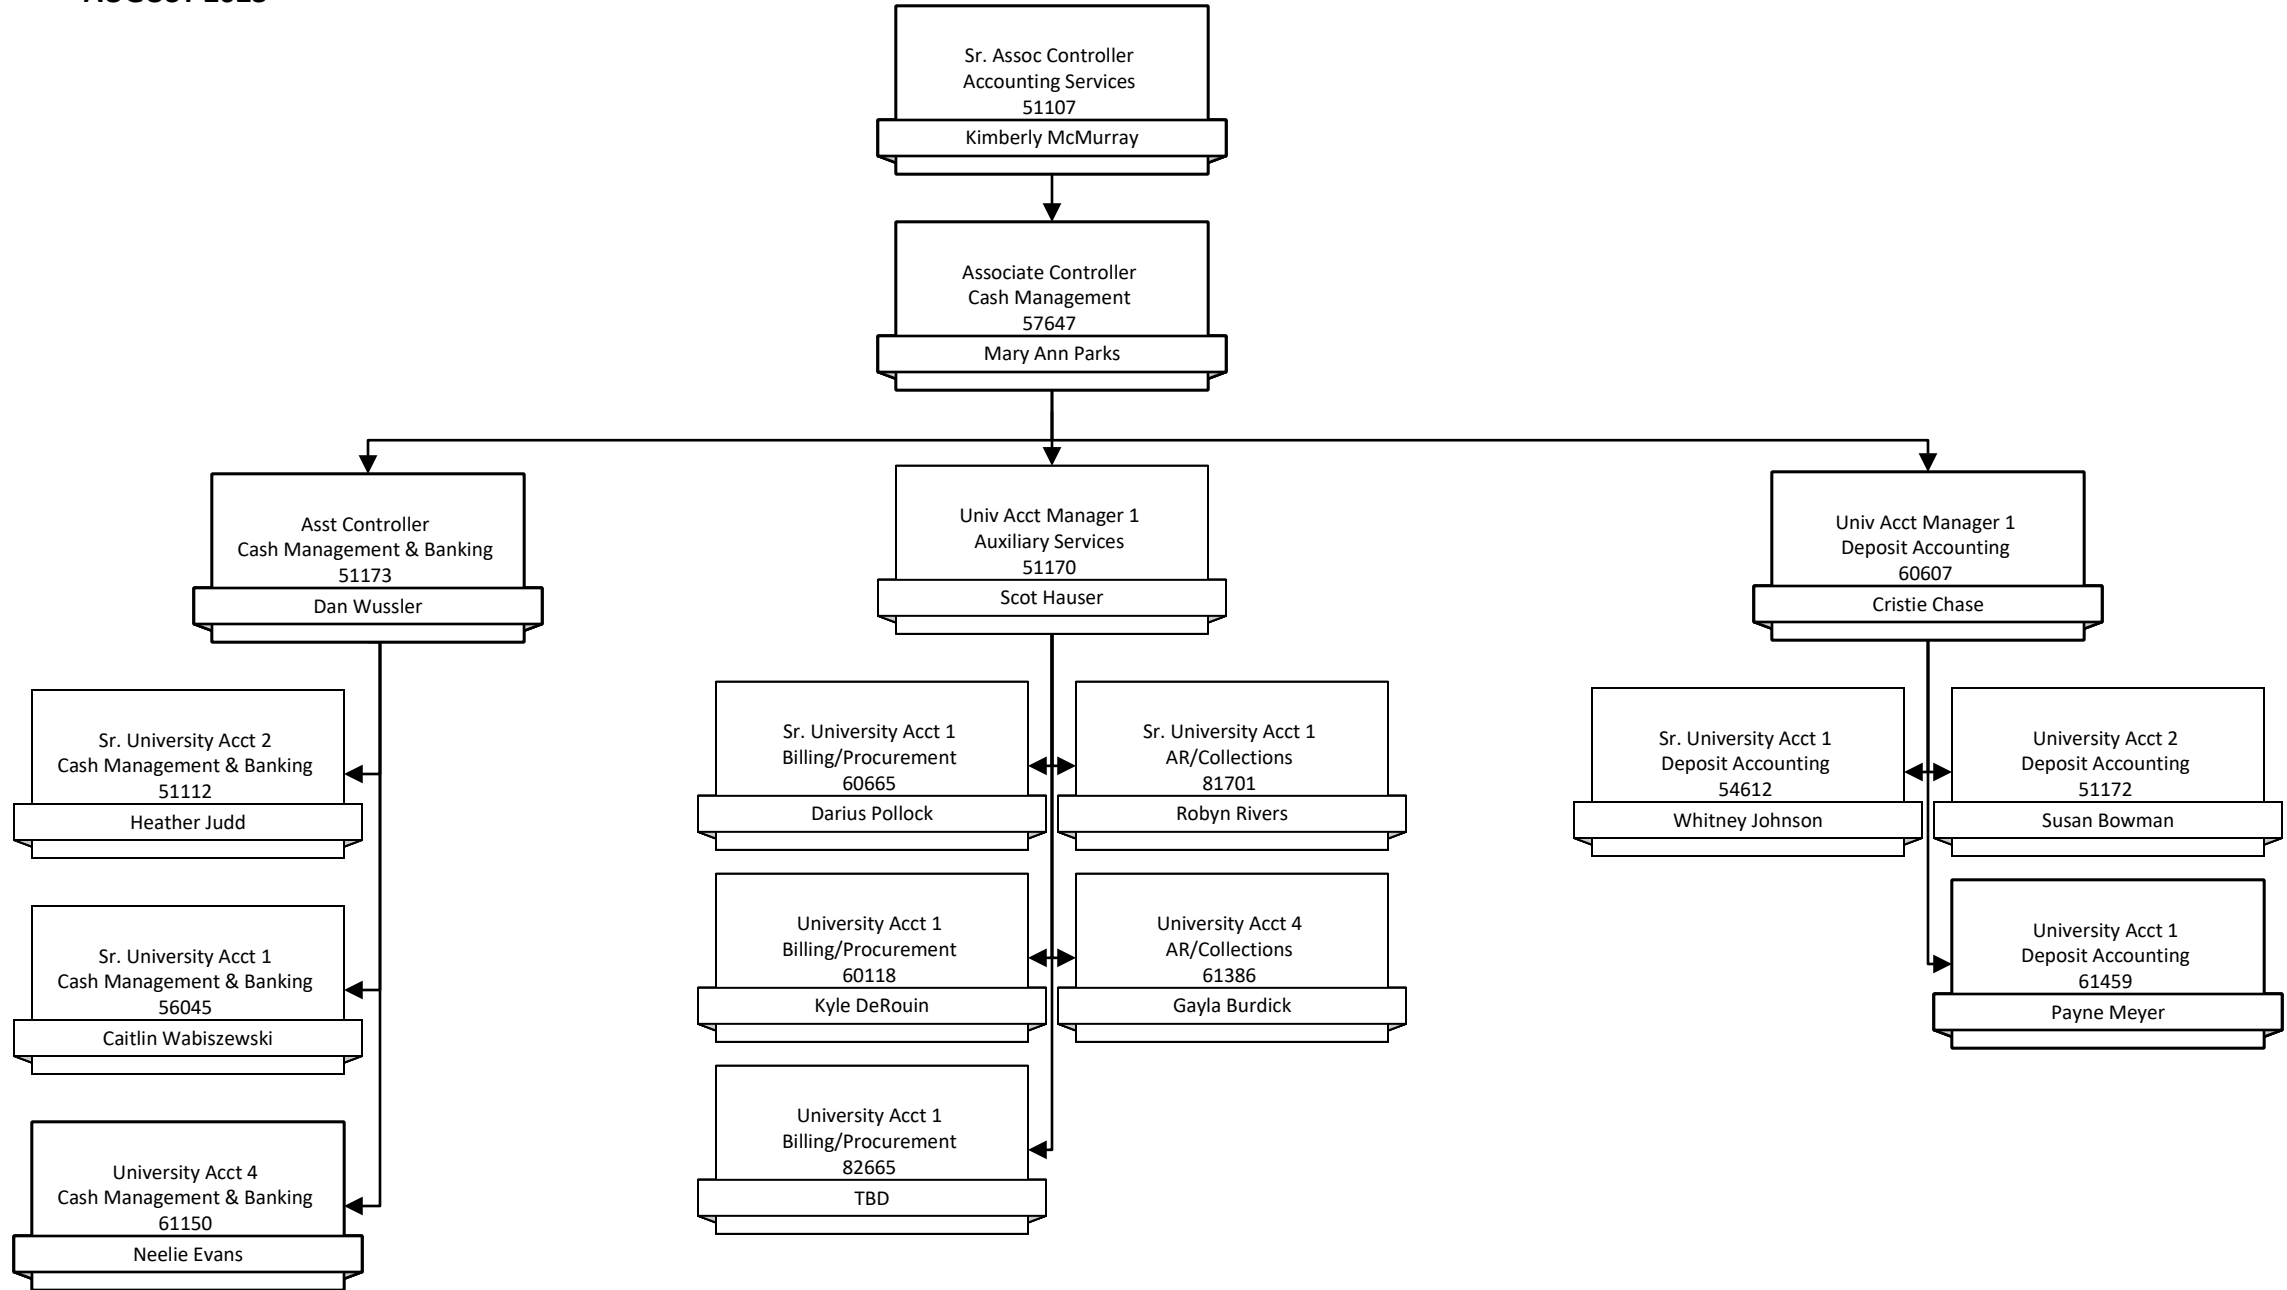 Sr. Assoc Controller
Accounting Services
51107
Kimberly McMurray
Associate Controller
Cash Management
57647
Mary Ann Parks
Asst Controller
Cash Management & Banking
51173
Dan Wussler
Univ Acct Manager 1
Auxiliary Services
51170
Scot Hauser
Univ Acct Manager 1
Deposit Accounting
60607
Cristie Chase
Sr. University Acct 2
Cash Management & Banking
51112
Heather Judd
Sr. University Acct 1
Cash Management & Banking
56045
Caitlin Wabiszewski
University Acct 4
Cash Management & Banking
61150
Neelie Evans
Sr. University Acct 1
Billing/Procurement
60665
Darius Pollock
Sr. University Acct 1
AR/Collections
81701
Robyn Rivers
University Acct 1
Billing/Procurement
60118
Kyle DeRouin
University Acct 4
AR/Collections
61386
Gayla Burdick
University Acct 1
Billing/Procurement
82665
TBD
Sr. University Acct 1
Deposit Accounting
54612
Whitney Johnson
University Acct 2
Deposit Accounting
51172
Susan Bowman
University Acct 1
Deposit Accounting
61459
Payne Meyer